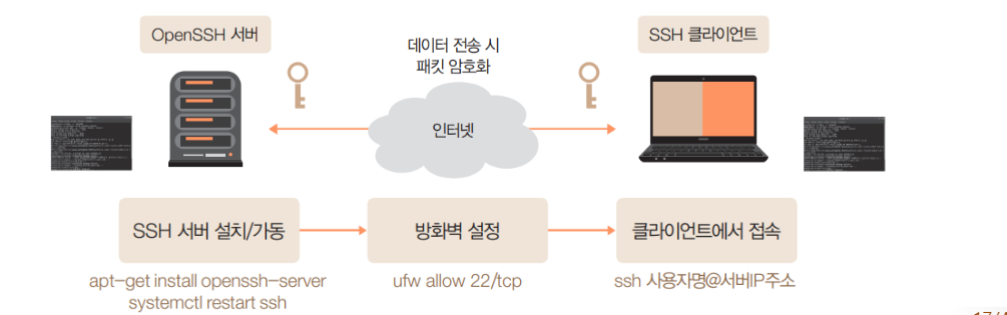 OpenSSH 서버
SSH 클라이언트
데이터 전송 시
패킷 암호화
인터넷
SSH 서버 설치/가동
방화벽 설정
클라이언트에서 접속
apt-get install openssh-server
systemctl restart ssh
ufw allow 22/tcp
ssh 사용자명@서버IP주소